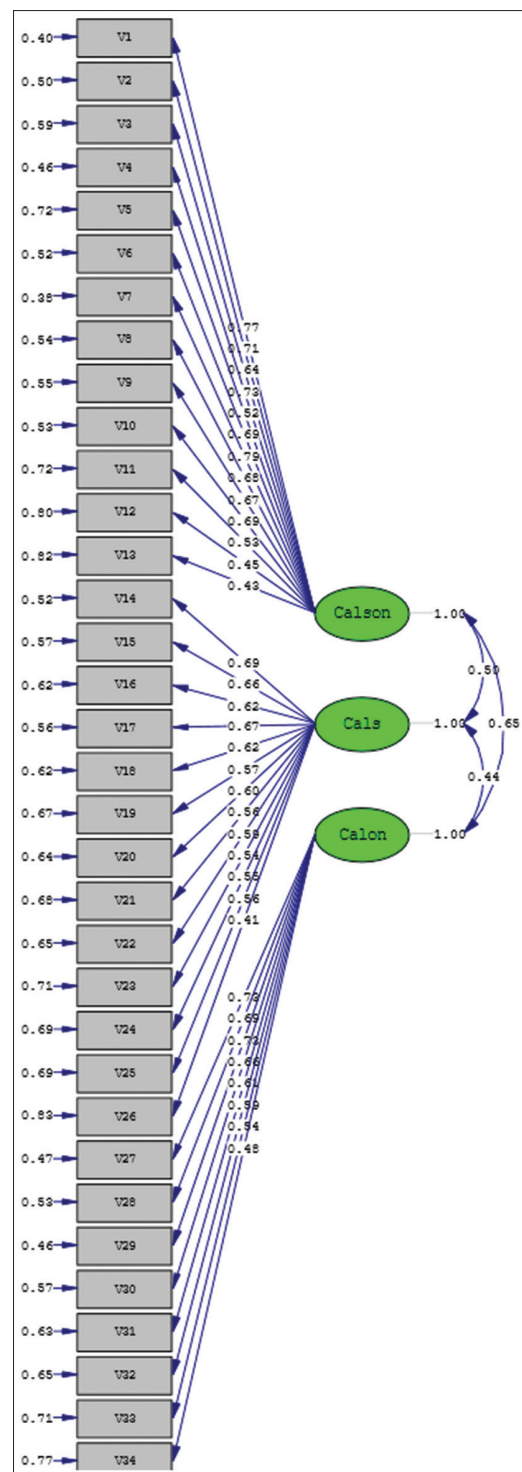 0.40 V1
0.50 V2
0.59 V3
0.46 V4
0.72 V5
0.52 V6
0.38 V7
0.54 V8
0.55 V9
0.53 V10
0.72 V11
0.80 V12
0.82 V13
0.52 V14
0.57 V15
0.62 V16
0.56 V17
0.62 V18
0.67 V19
0.64 V20
0.68 V21
0.65 V22
0.71 V23
0.69 V24
0.69 V25
0.83 V26
0.47 V27
0.53 V28
0.46 V29
0.57 V30
0.63 V31
0.65 V32
0.71 V33
0.77 V34
0.77
0.71
0.64
0.73
0.52
0.69
0.79
0.68
0.67
0.69
0.53
0.45
0.43
0.69
0.66
0.62
0.67
0.62
0.57
0.60
0.56
0.59
0.54
0.55
0.56
0.41
0.73
0.69
0.73
0.66
0.61
0.59
0.54
0.48
Calson 1.00
Cals 1.00
Calon 1.00
0.50
0.65
0.44